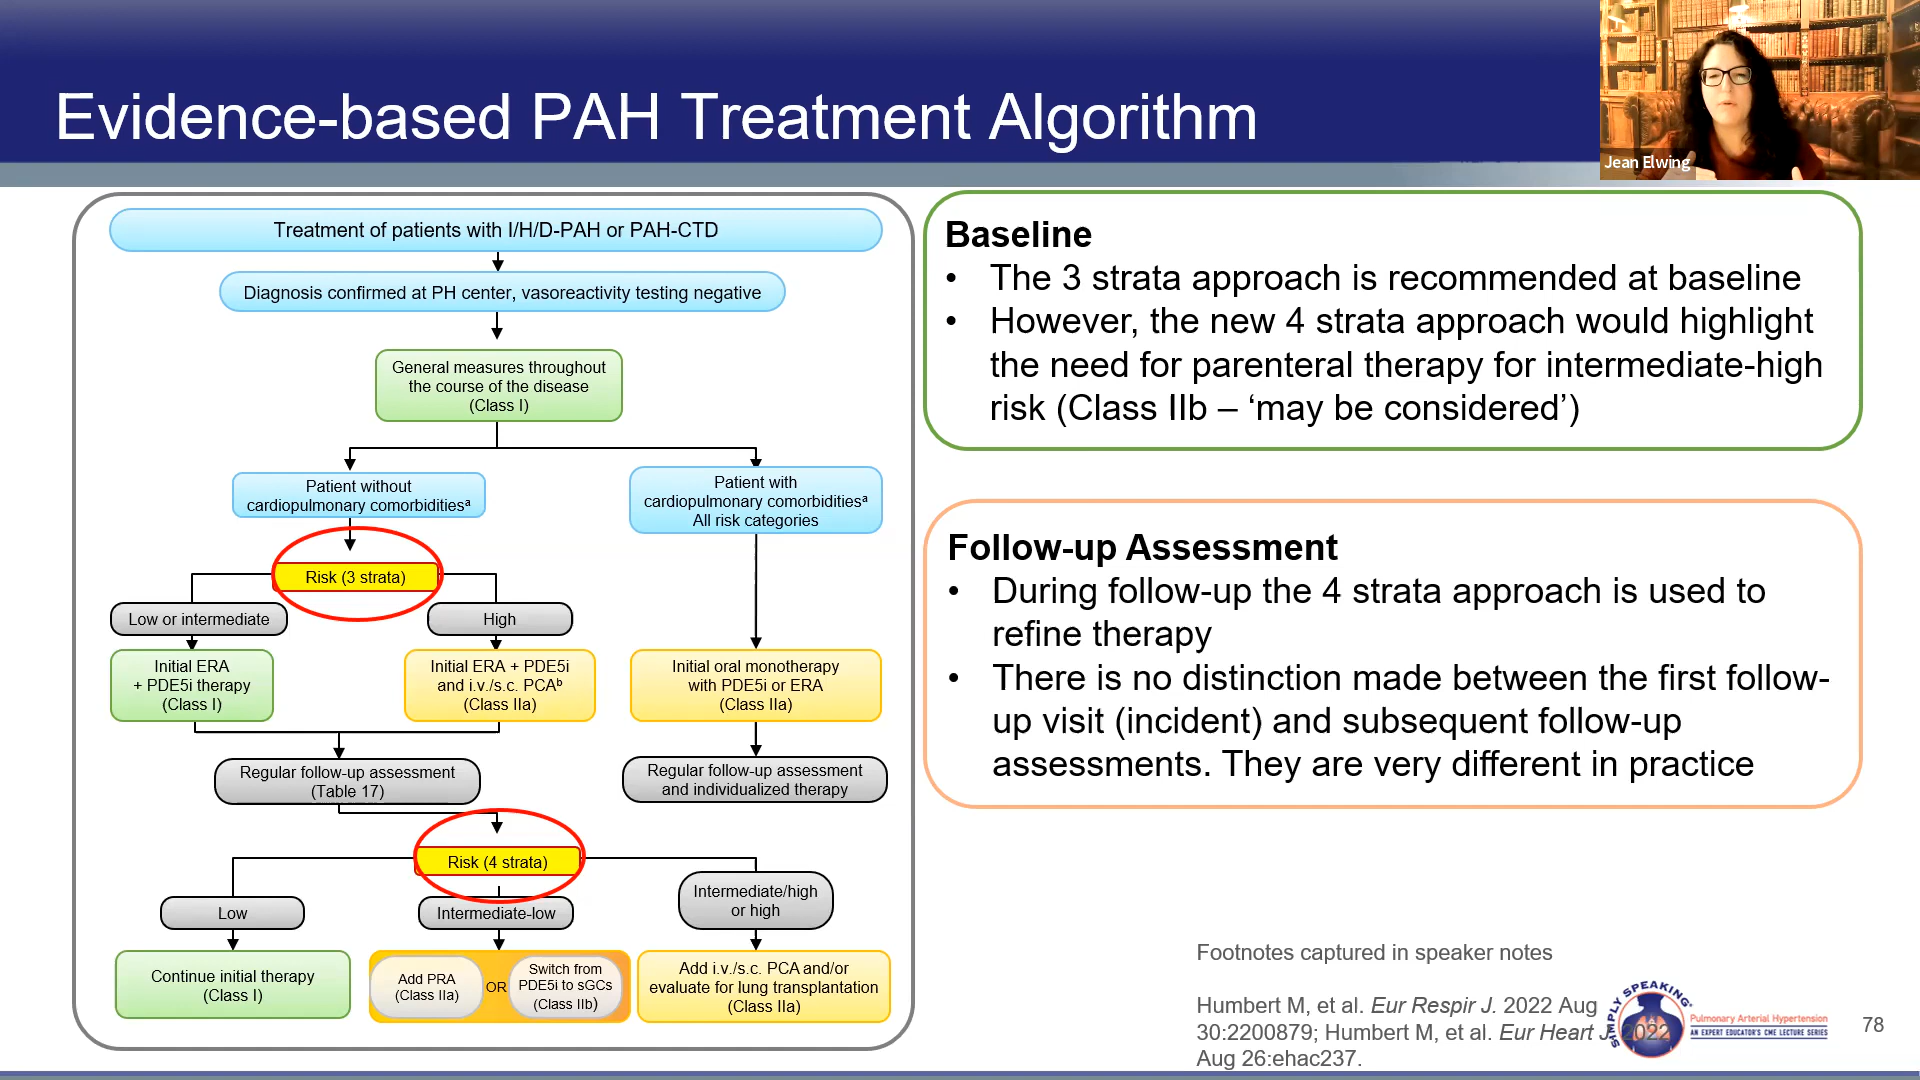 Evidence-based PAH Treatment Algorithm
Jean Elwing
Treatment of patients with I/H/D-PAH or PAH-CTD
Diagnosis confirmed at PH center, vasoreactivity testing negative
General measures throughout
the course of the disease
(Class I)
Patient without
cardiopulmonary comorbiditiesᵃ
Patient with
cardiopulmonary comorbiditiesᵃ
All risk categories
Risk (3 strata)
Low or intermediate
High
Initial ERA
+ PDE5i therapy
(Class I)
Initial ERA + PDE5i
and i.v./s.c. PCAᵇ
(Class IIa)
Initial oral monotherapy
with PDE5i or ERA
(Class IIa)
Regular follow-up assessment
(Table 17)
Regular follow-up assessment
and individualized therapy
Risk (4 strata)
Low
Intermediate-low
Intermediate/high
or high
Continue initial therapy
(Class I)
Add PRA
(Class IIa)
OR
Switch from
PDE5i to sGCs
(Class IIb)
Add i.v./s.c. PCA and/or
evaluate for lung transplantation
(Class IIa)
Baseline
• The 3 strata approach is recommended at baseline
• However, the new 4 strata approach would highlight
the need for parenteral therapy for intermediate-high
risk (Class IIb – ‘may be considered’)
Follow-up Assessment
• During follow-up the 4 strata approach is used to
refine therapy
• There is no distinction made between the first follow-
up visit (incident) and subsequent follow-up
assessments. They are very different in practice
Footnotes captured in speaker notes
Humbert M, et al. Eur Respir J. 2022 Aug
30:2200879; Humbert M, et al. Eur Heart J. 2022
Aug 26:ehac237.
SIMPLY SPEAKING
Pulmonary Arterial Hypertension
AN EXPERT EDUCATOR'S CME LECTURE SERIES
78